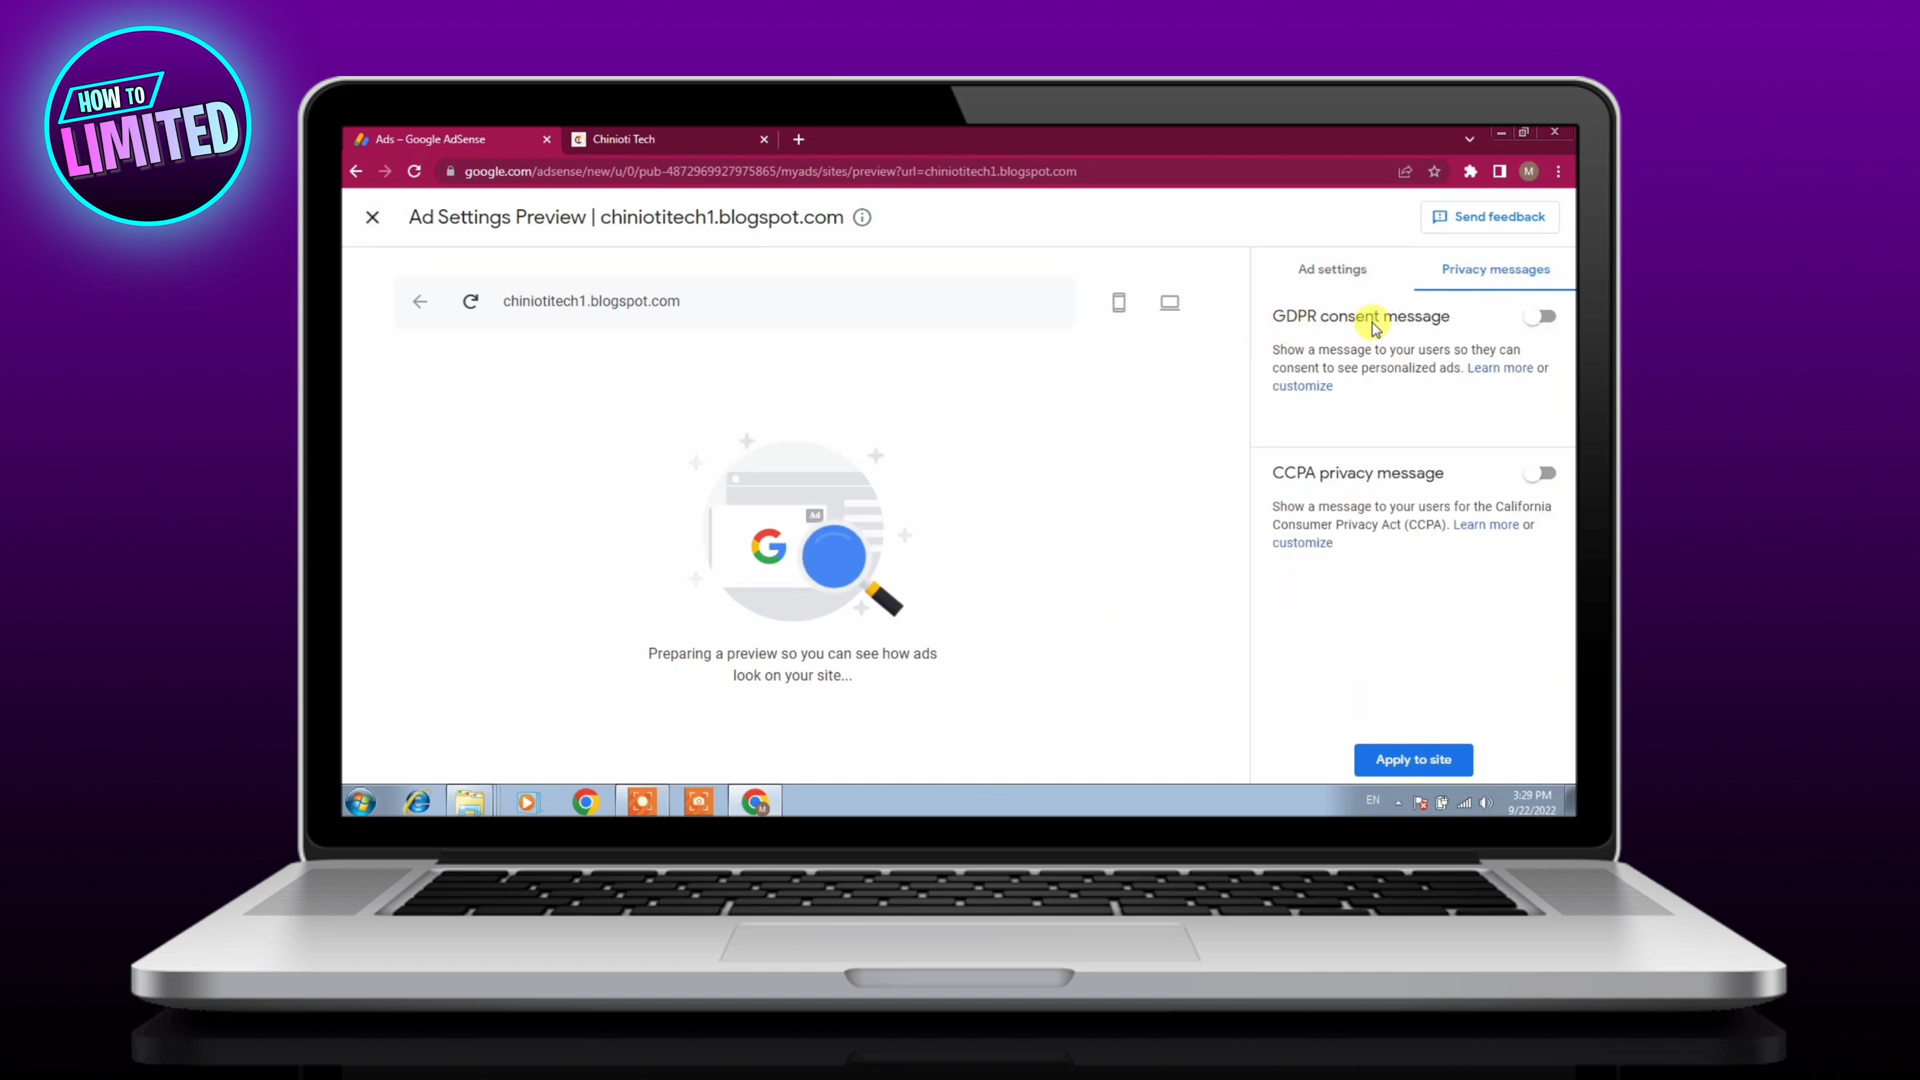 HOW TO
LIMITED
Ads – Google AdSense
Chinioti Tech
google.com/adsense/new/u/0/pub-4872969927975865/myads/sites/preview?url=chiniotitech1.blogspot.com
M
Ad Settings Preview | chiniotitech1.blogspot.com
Send feedback
chiniotitech1.blogspot.com
Ad settings
Privacy messages
GDPR consent message
Show a message to your users so they can
consent to see personalized ads. Learn more or
customize
CCPA privacy message
Show a message to your users for the California
Consumer Privacy Act (CCPA). Learn more or
customize
Ad
G
Preparing a preview so you can see how ads
look on your site...
Apply to site
EN
3:29 PM
9/22/2022